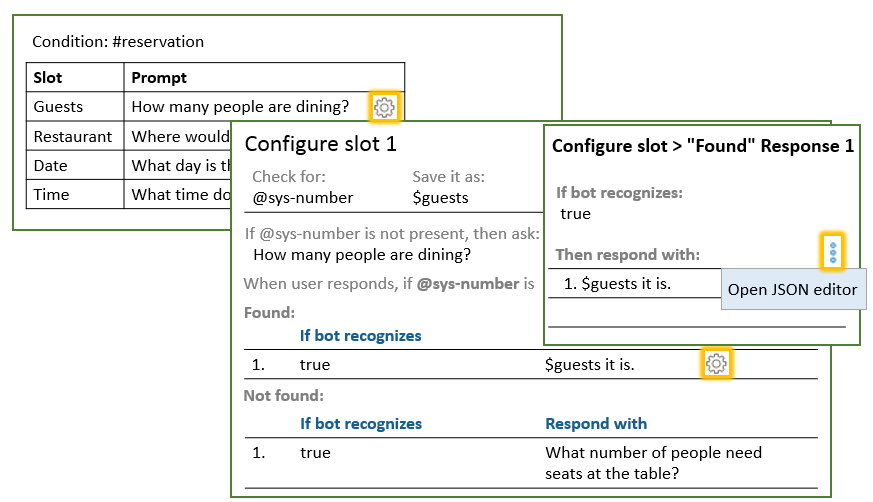 Condition: #reservation
Slot Prompt
Guests How many people are dining?
Restaurant Where would
Date What day is th
Time What time do
Configure slot 1
Check for: Save it as:
@sys-number $guests
If @sys-number is not present, then ask:
How many people are dining?
When user responds, if @sys-number is
Found:
If bot recognizes
1. true $guests it is.
Not found:
If bot recognizes Respond with
1. true What number of people need
seats at the table?
Configure slot > "Found" Response 1
If bot recognizes:
true
Then respond with:
1. $guests it is.
Open JSON editor